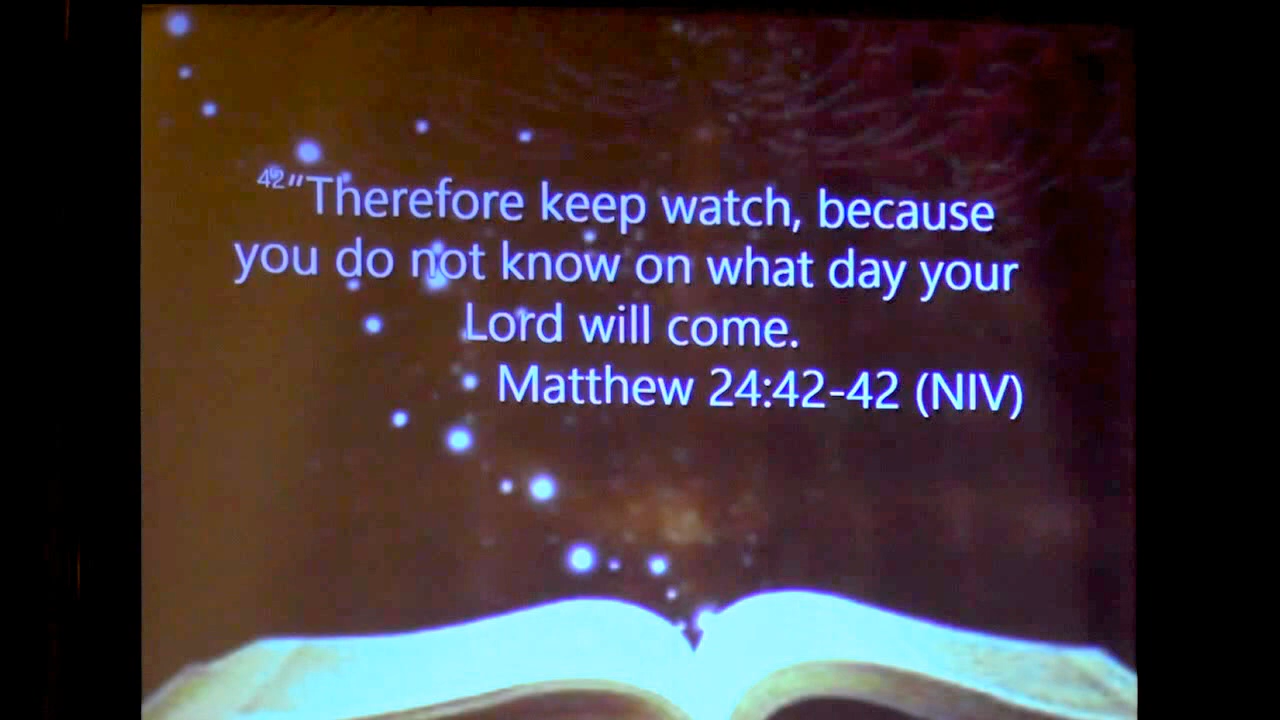 42"Therefore keep watch, because
you do not know on what day your
Lord will come.
Matthew 24:42-42 (NIV)